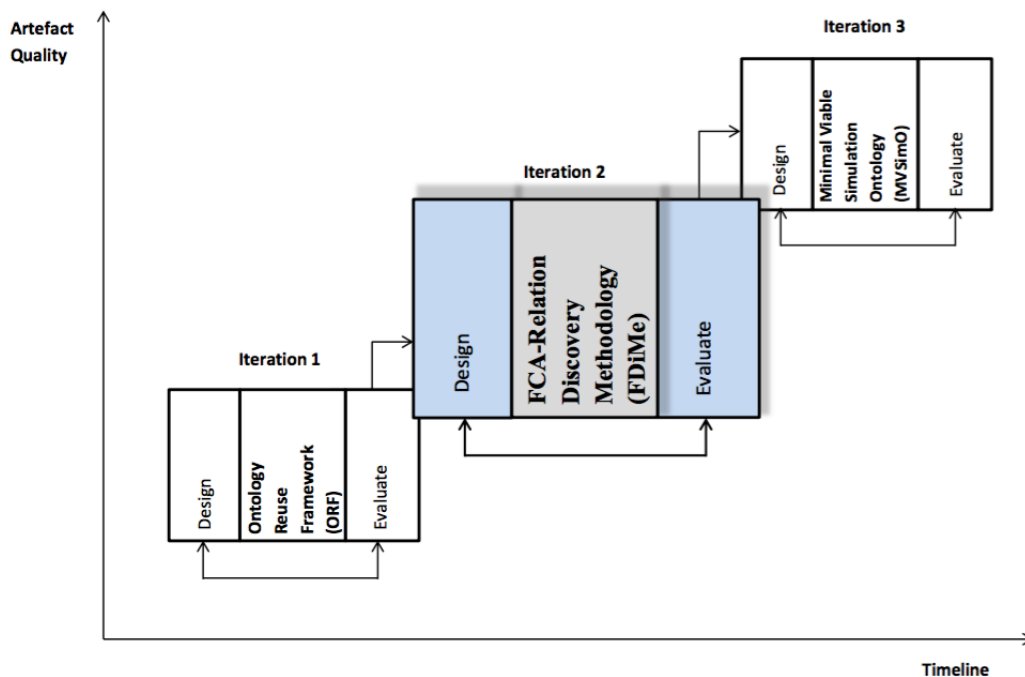 Artefact
Quality
Iteration 3
Design
Minimal Viable
Simulation
Ontology
(MVSimO)
Evaluate
Iteration 2
Design
FCA-Relation
Discovery
Methodology
(FDiMe)
Evaluate
Iteration 1
Design
Ontology
Reuse
Framework
(ORF)
Evaluate
Timeline